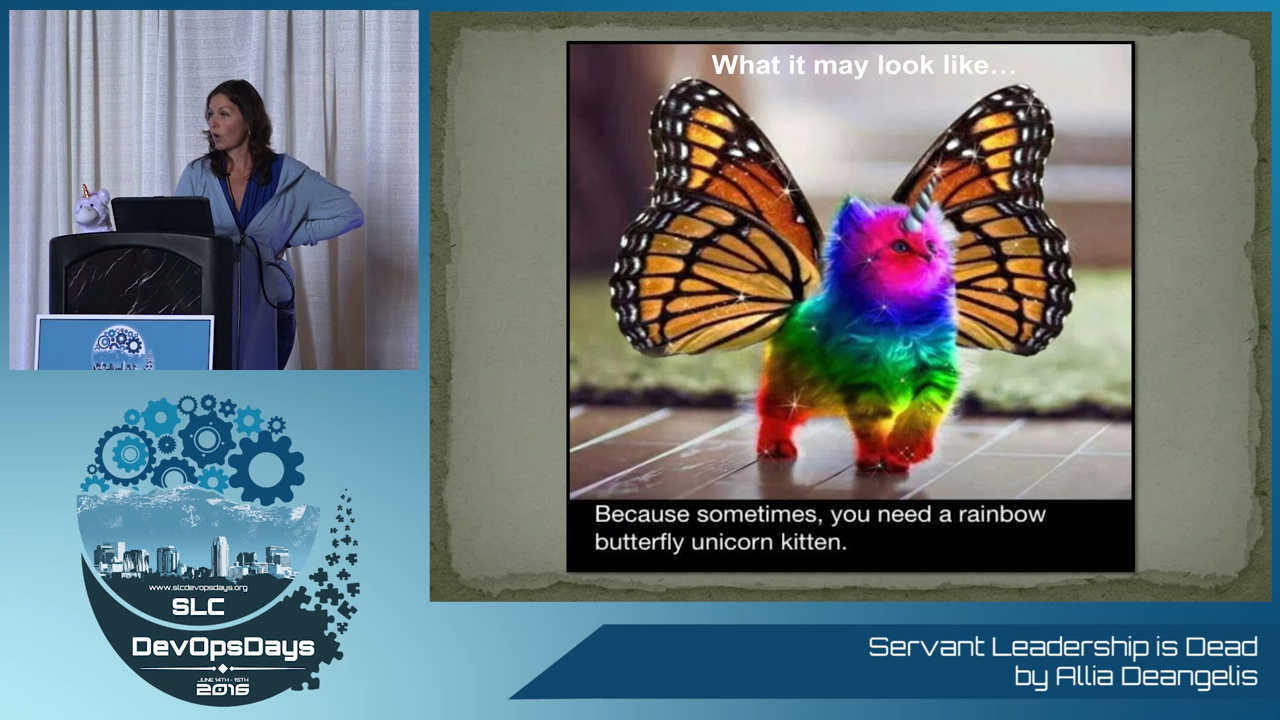 What it may look like...
Because sometimes, you need a rainbow
butterfly unicorn kitten.
www.slcdevopsdays.org
SLC
DevOpsDays
JUNE 14TH - 15TH
2016
Servant Leadership is Dead
by Allia Deangelis